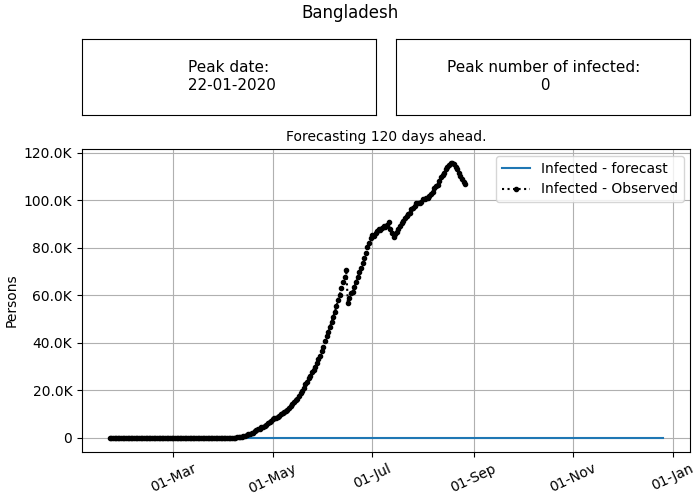 Bangladesh
Peak date:
22-01-2020
Peak number of infected:
0
Forecasting 120 days ahead.
Infected - forecast
Infected - Observed
Persons
120.0K
100.0K
80.0K
60.0K
40.0K
20.0K
0
01-Mar
01-May
01-Jul
01-Sep
01-Nov
01-Jan